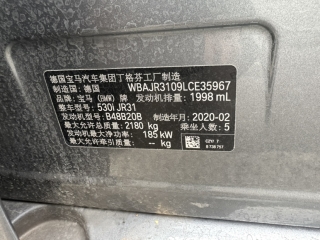 德国宝马汽车集团丁格芬工厂制造
制造国：德国 WBAJR3109LCE35967
品牌：宝马（BMW）牌 发动机排量：1998 mL
整车型号：530i JR31
发动机型号：B48B20B 制造年月：2020-02
最大允许总质量：2180 kg 乘坐人数：5
发动机最大净功率：185 kW
最大允许牵引总质量：-- kg